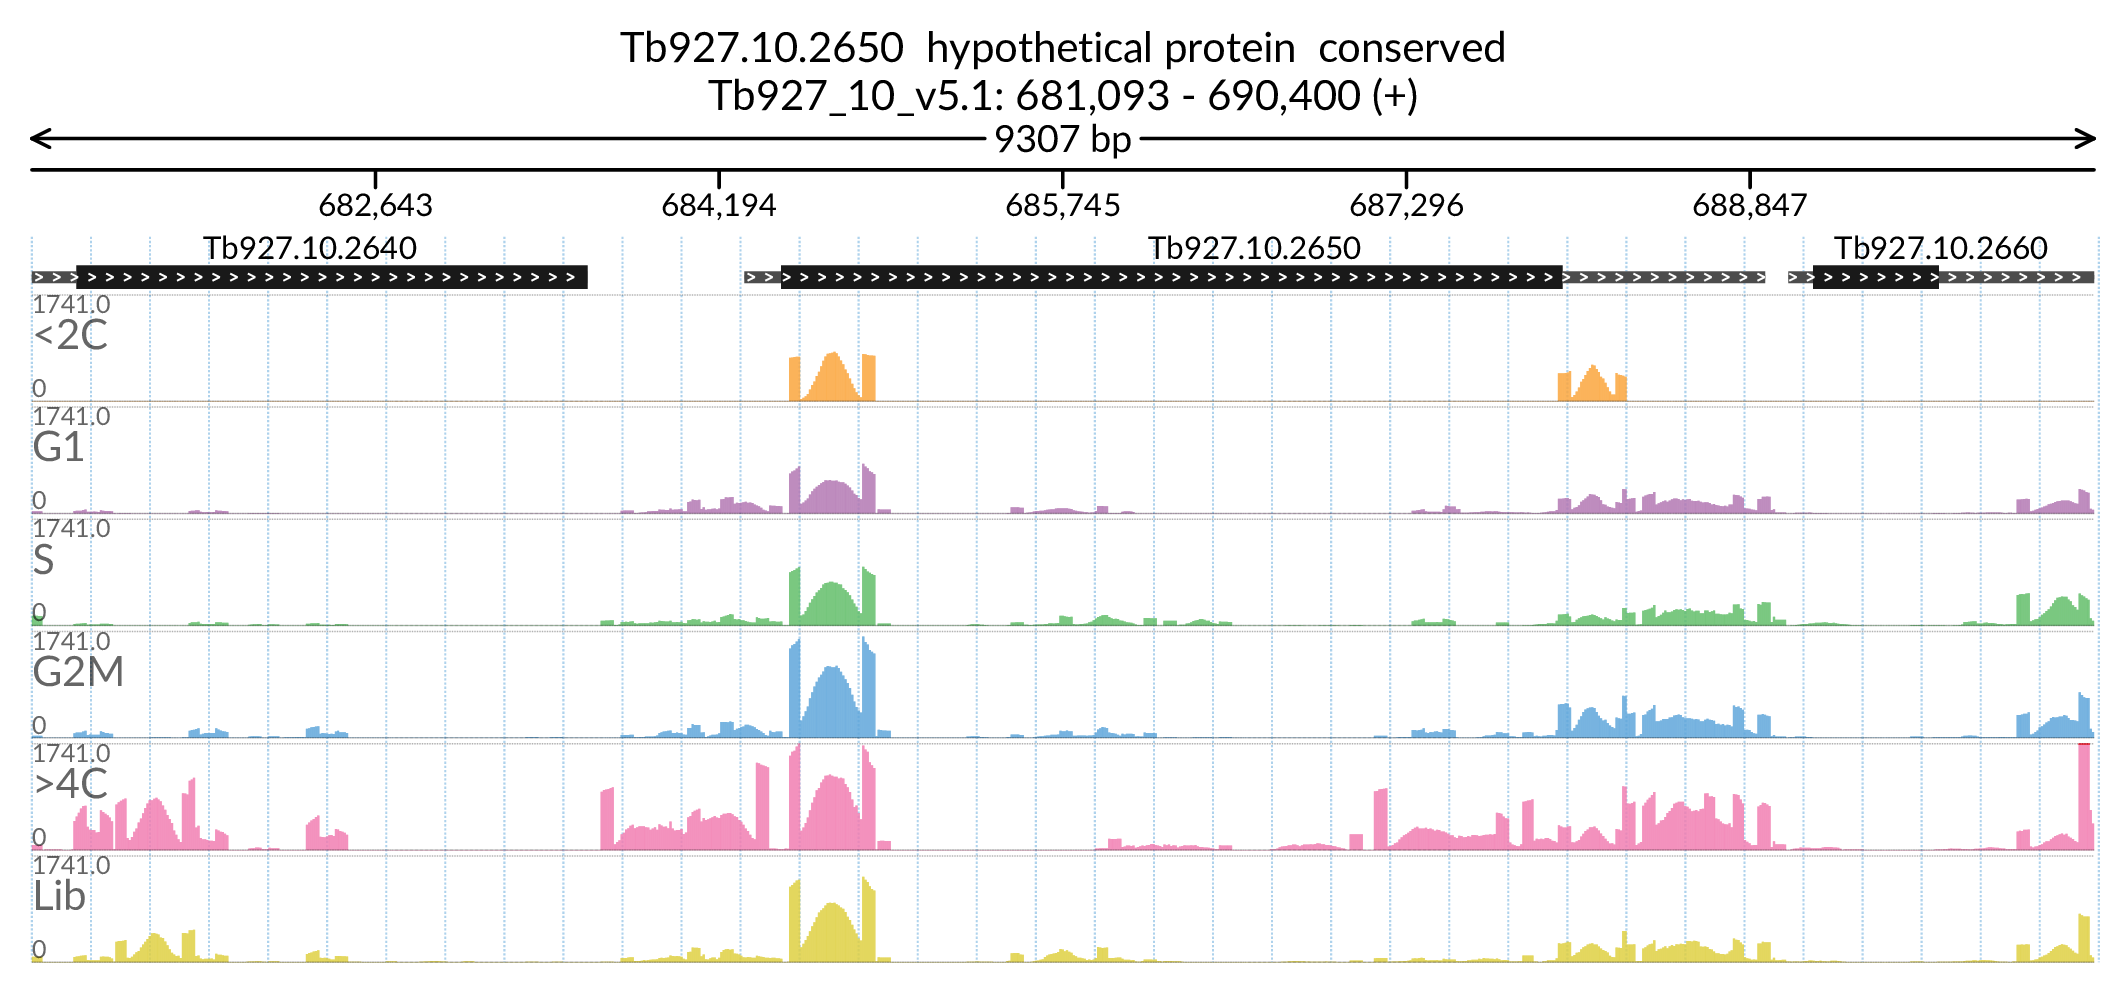 Tb927.10.2650  hypothetical protein  conserved
Tb927_10_v5.1: 681,093 - 690,400 (+)
9307 bp
682,643 684,194 685,745 687,296 688,847
Tb927.10.2640 Tb927.10.2650 Tb927.10.2660
1741.0
<2C
0
1741.0
G1
0
1741.0
S
0
1741.0
G2M
0
1741.0
>4C
0
1741.0
Lib
0